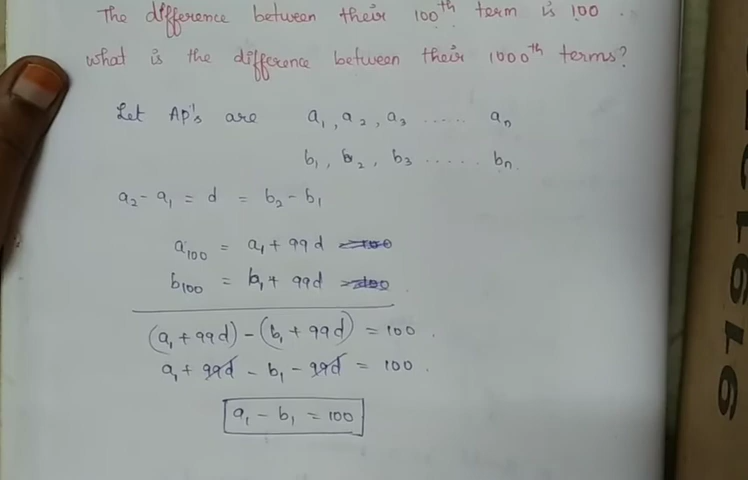 The difference between their 100th term is 100.
what is the difference between their 1000th terms?
Let AP's are a1, a2, a3 ..... an
b1, b2, b3 ...... bn
a2 - a1 = d = b2 - b1
a100 = a1 + 99d
b100 = b1 + 99d
(a1 + 99d) - (b1 + 99d) = 100.
a1 + 99d - b1 - 99d = 100.
a1 - b1 = 100